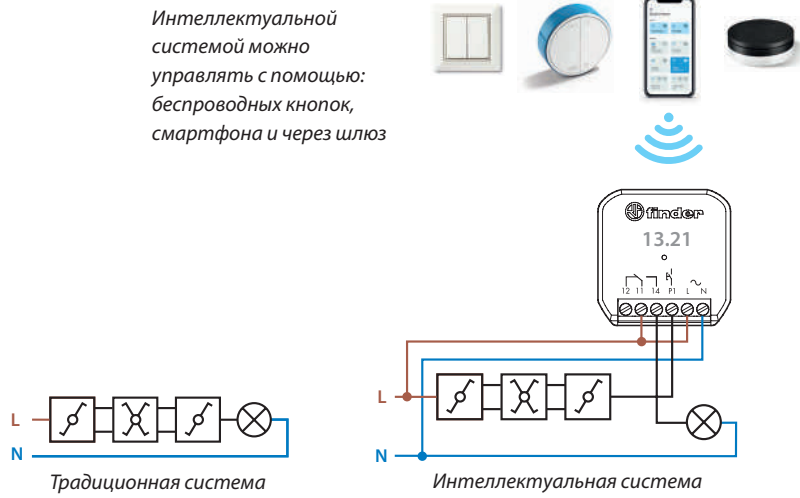 Интеллектуальной
системой можно
управлять с помощью:
беспроводных кнопок,
смартфона и через шлюз
finder
13.21
12 11 14 P1 L N
L
N
Традиционная система
L
N
Интеллектуальная система